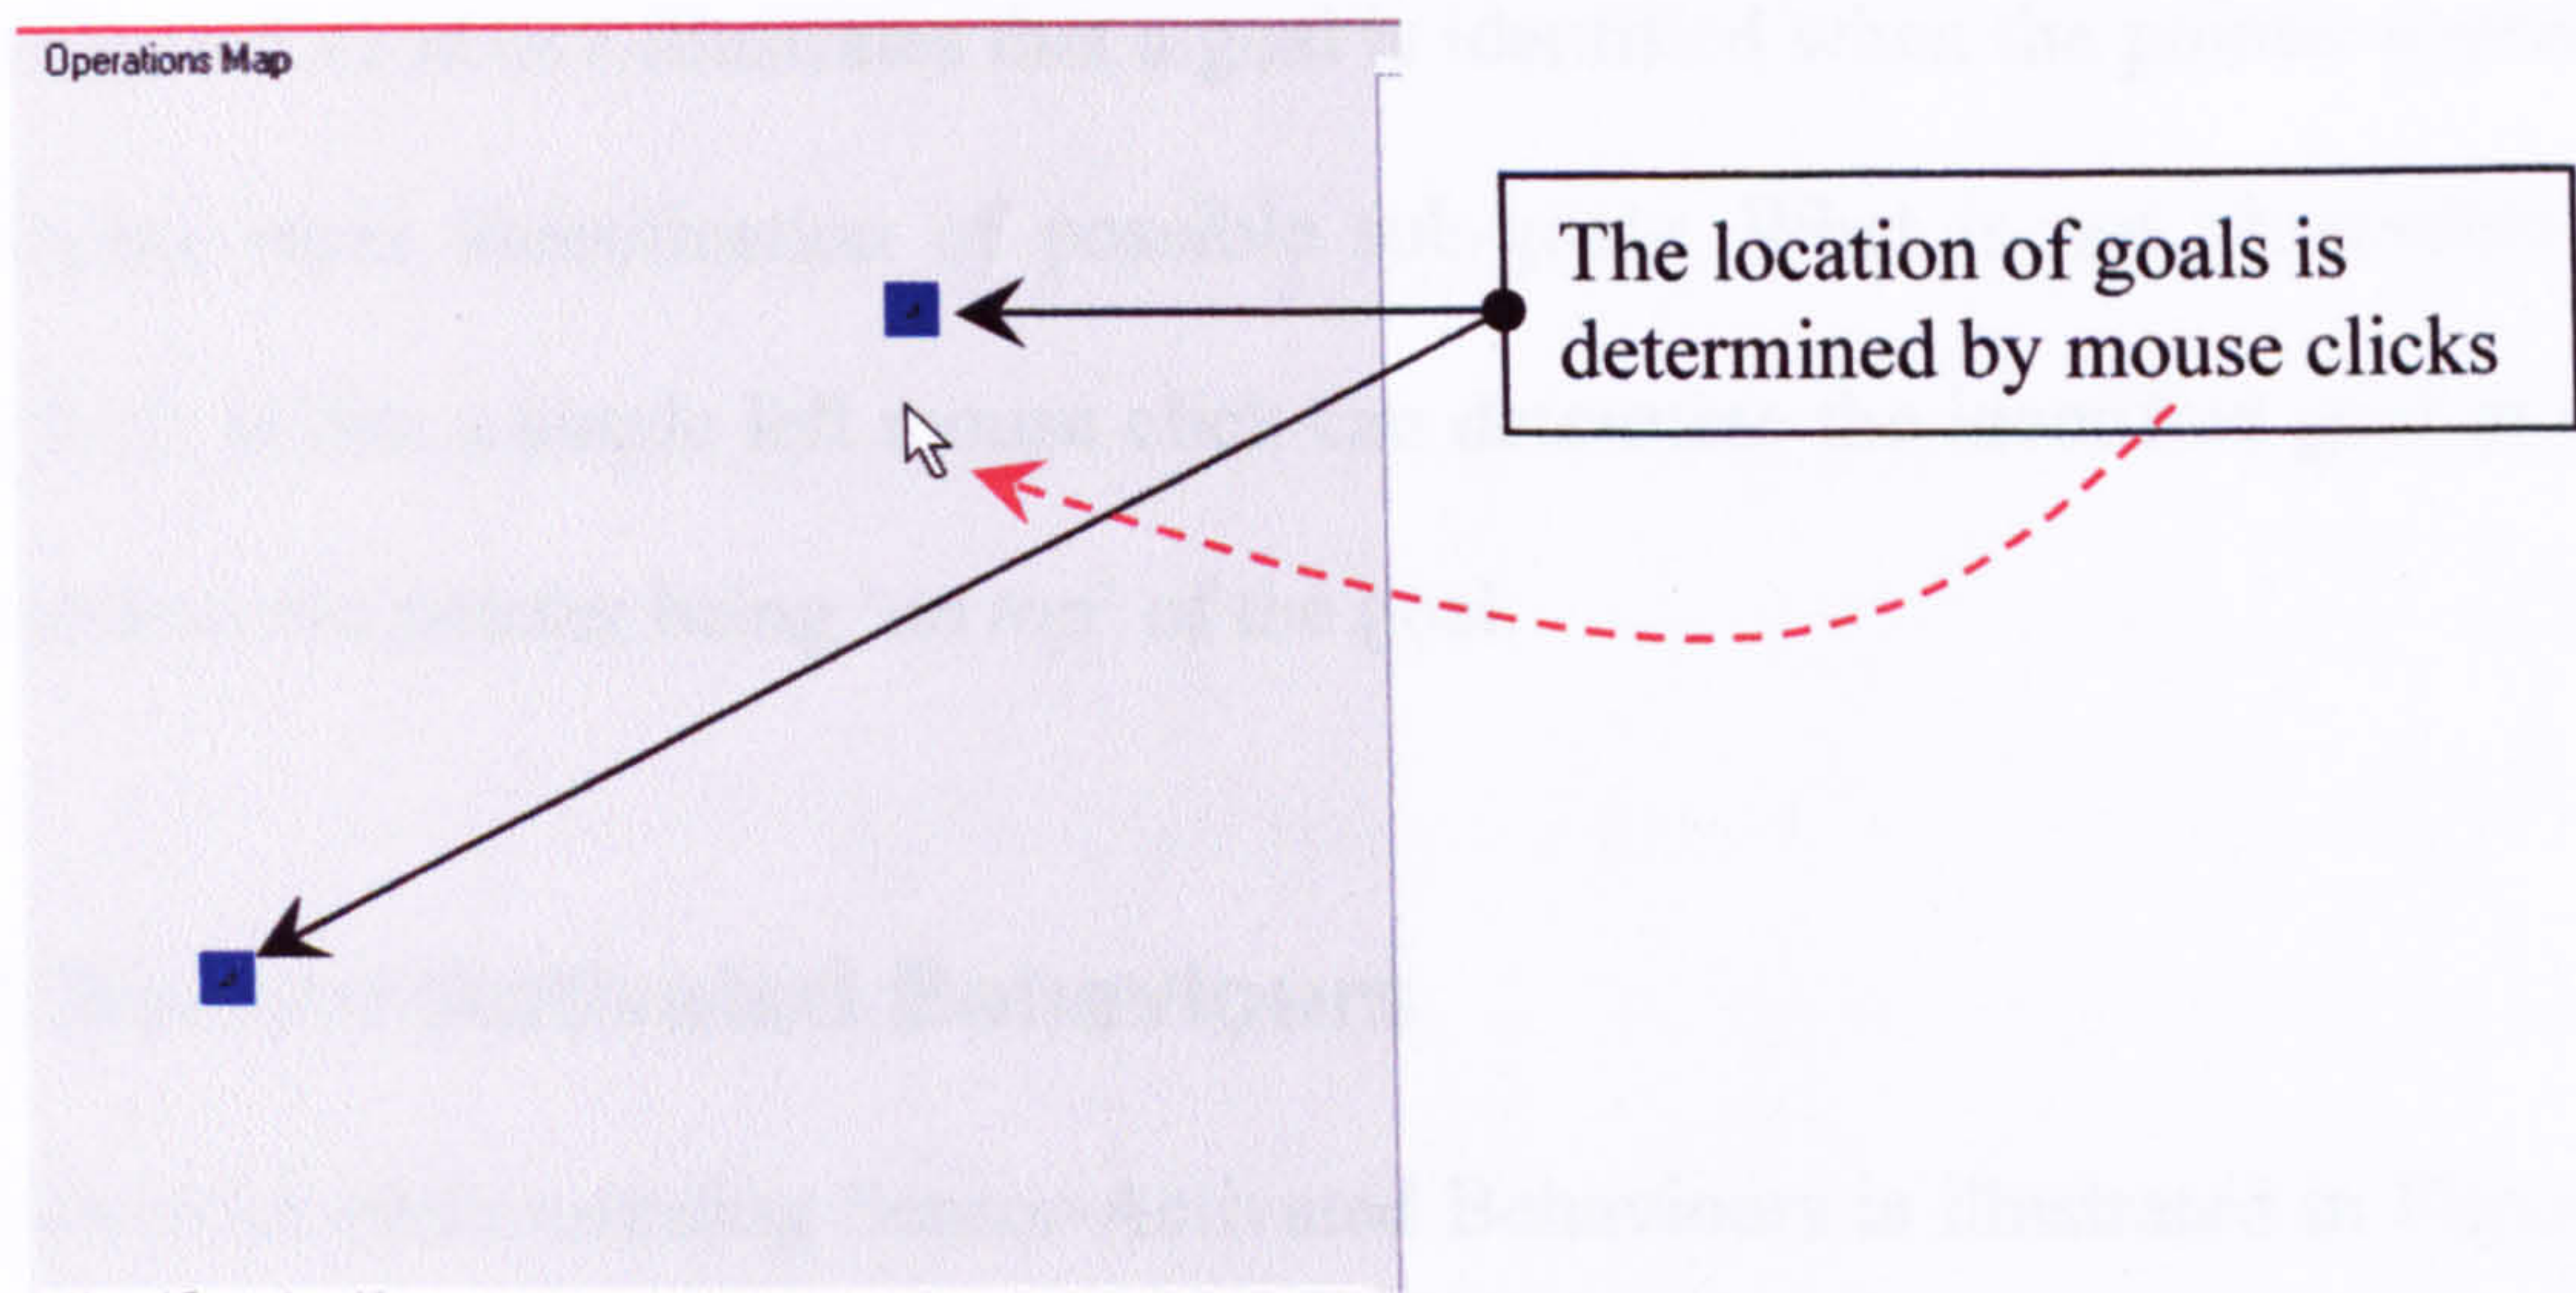 Operations Map
The location of goals is
determined by mouse clicks